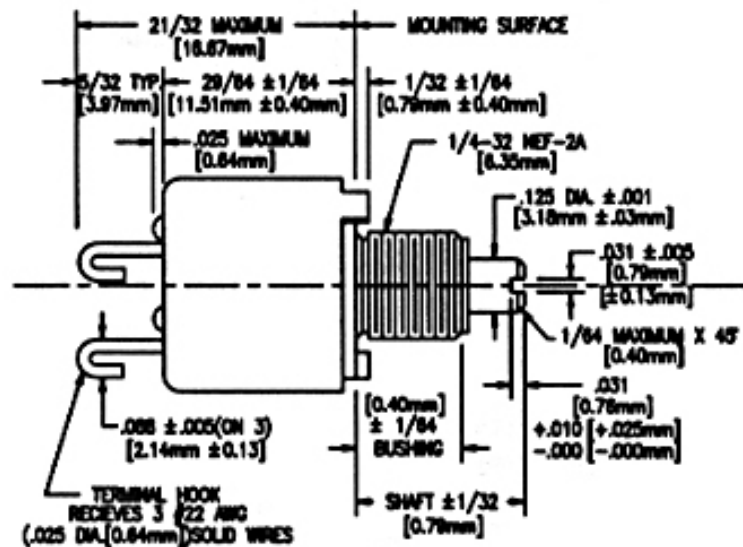 21/32 MAXIMUM
[16.67mm]
MOUNTING SURFACE
5/32 TYP.
[3.97mm]
29/64 ±1/64
[11.51mm ±0.40mm]
1/32 ±1/64
[0.79mm ±0.40mm]
.025 MAXIMUM
[0.64mm]
1/4-32 NEF-2A
[6.35mm]
.125 DIA. ±.001
[3.18mm ±.03mm]
.031 ±.005
[0.79mm]
[±0.13mm]
1/64 MAXIMUM X 45°
[0.40mm]
.031
[0.78mm]
+.010 [+.025mm]
-.000 [-.000mm]
[0.40mm]
± 1/64
BUSHING
±.005(ON 3)
[2.14mm ±0.13]
SHAFT ±1/32
[0.79mm]
TERMINAL HOOK
RECIEVES 3 #22 AWG
(.025 DIA.[0.64mm])SOLID WIRES